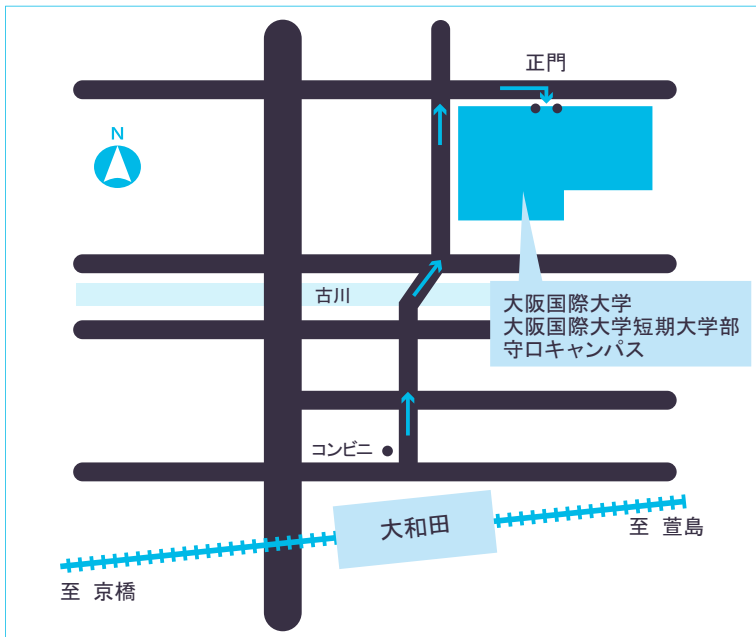 正門
N
古川
大阪国際大学
大阪国際大学短期大学部
守口キャンパス
コンビニ
大和田
至 萱島
至 京橋